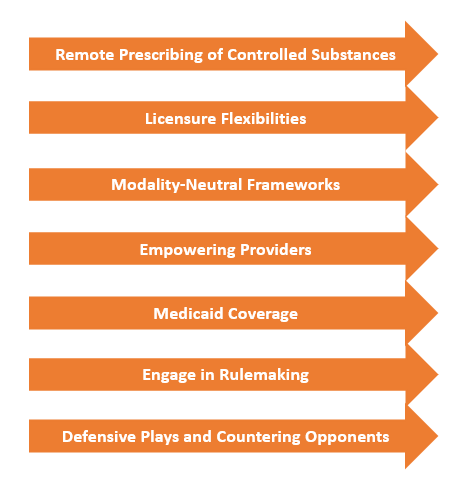 Remote Prescribing of Controlled Substances
Licensure Flexibilities
Modality-Neutral Frameworks
Empowering Providers
Medicaid Coverage
Engage in Rulemaking
Defensive Plays and Countering Opponents